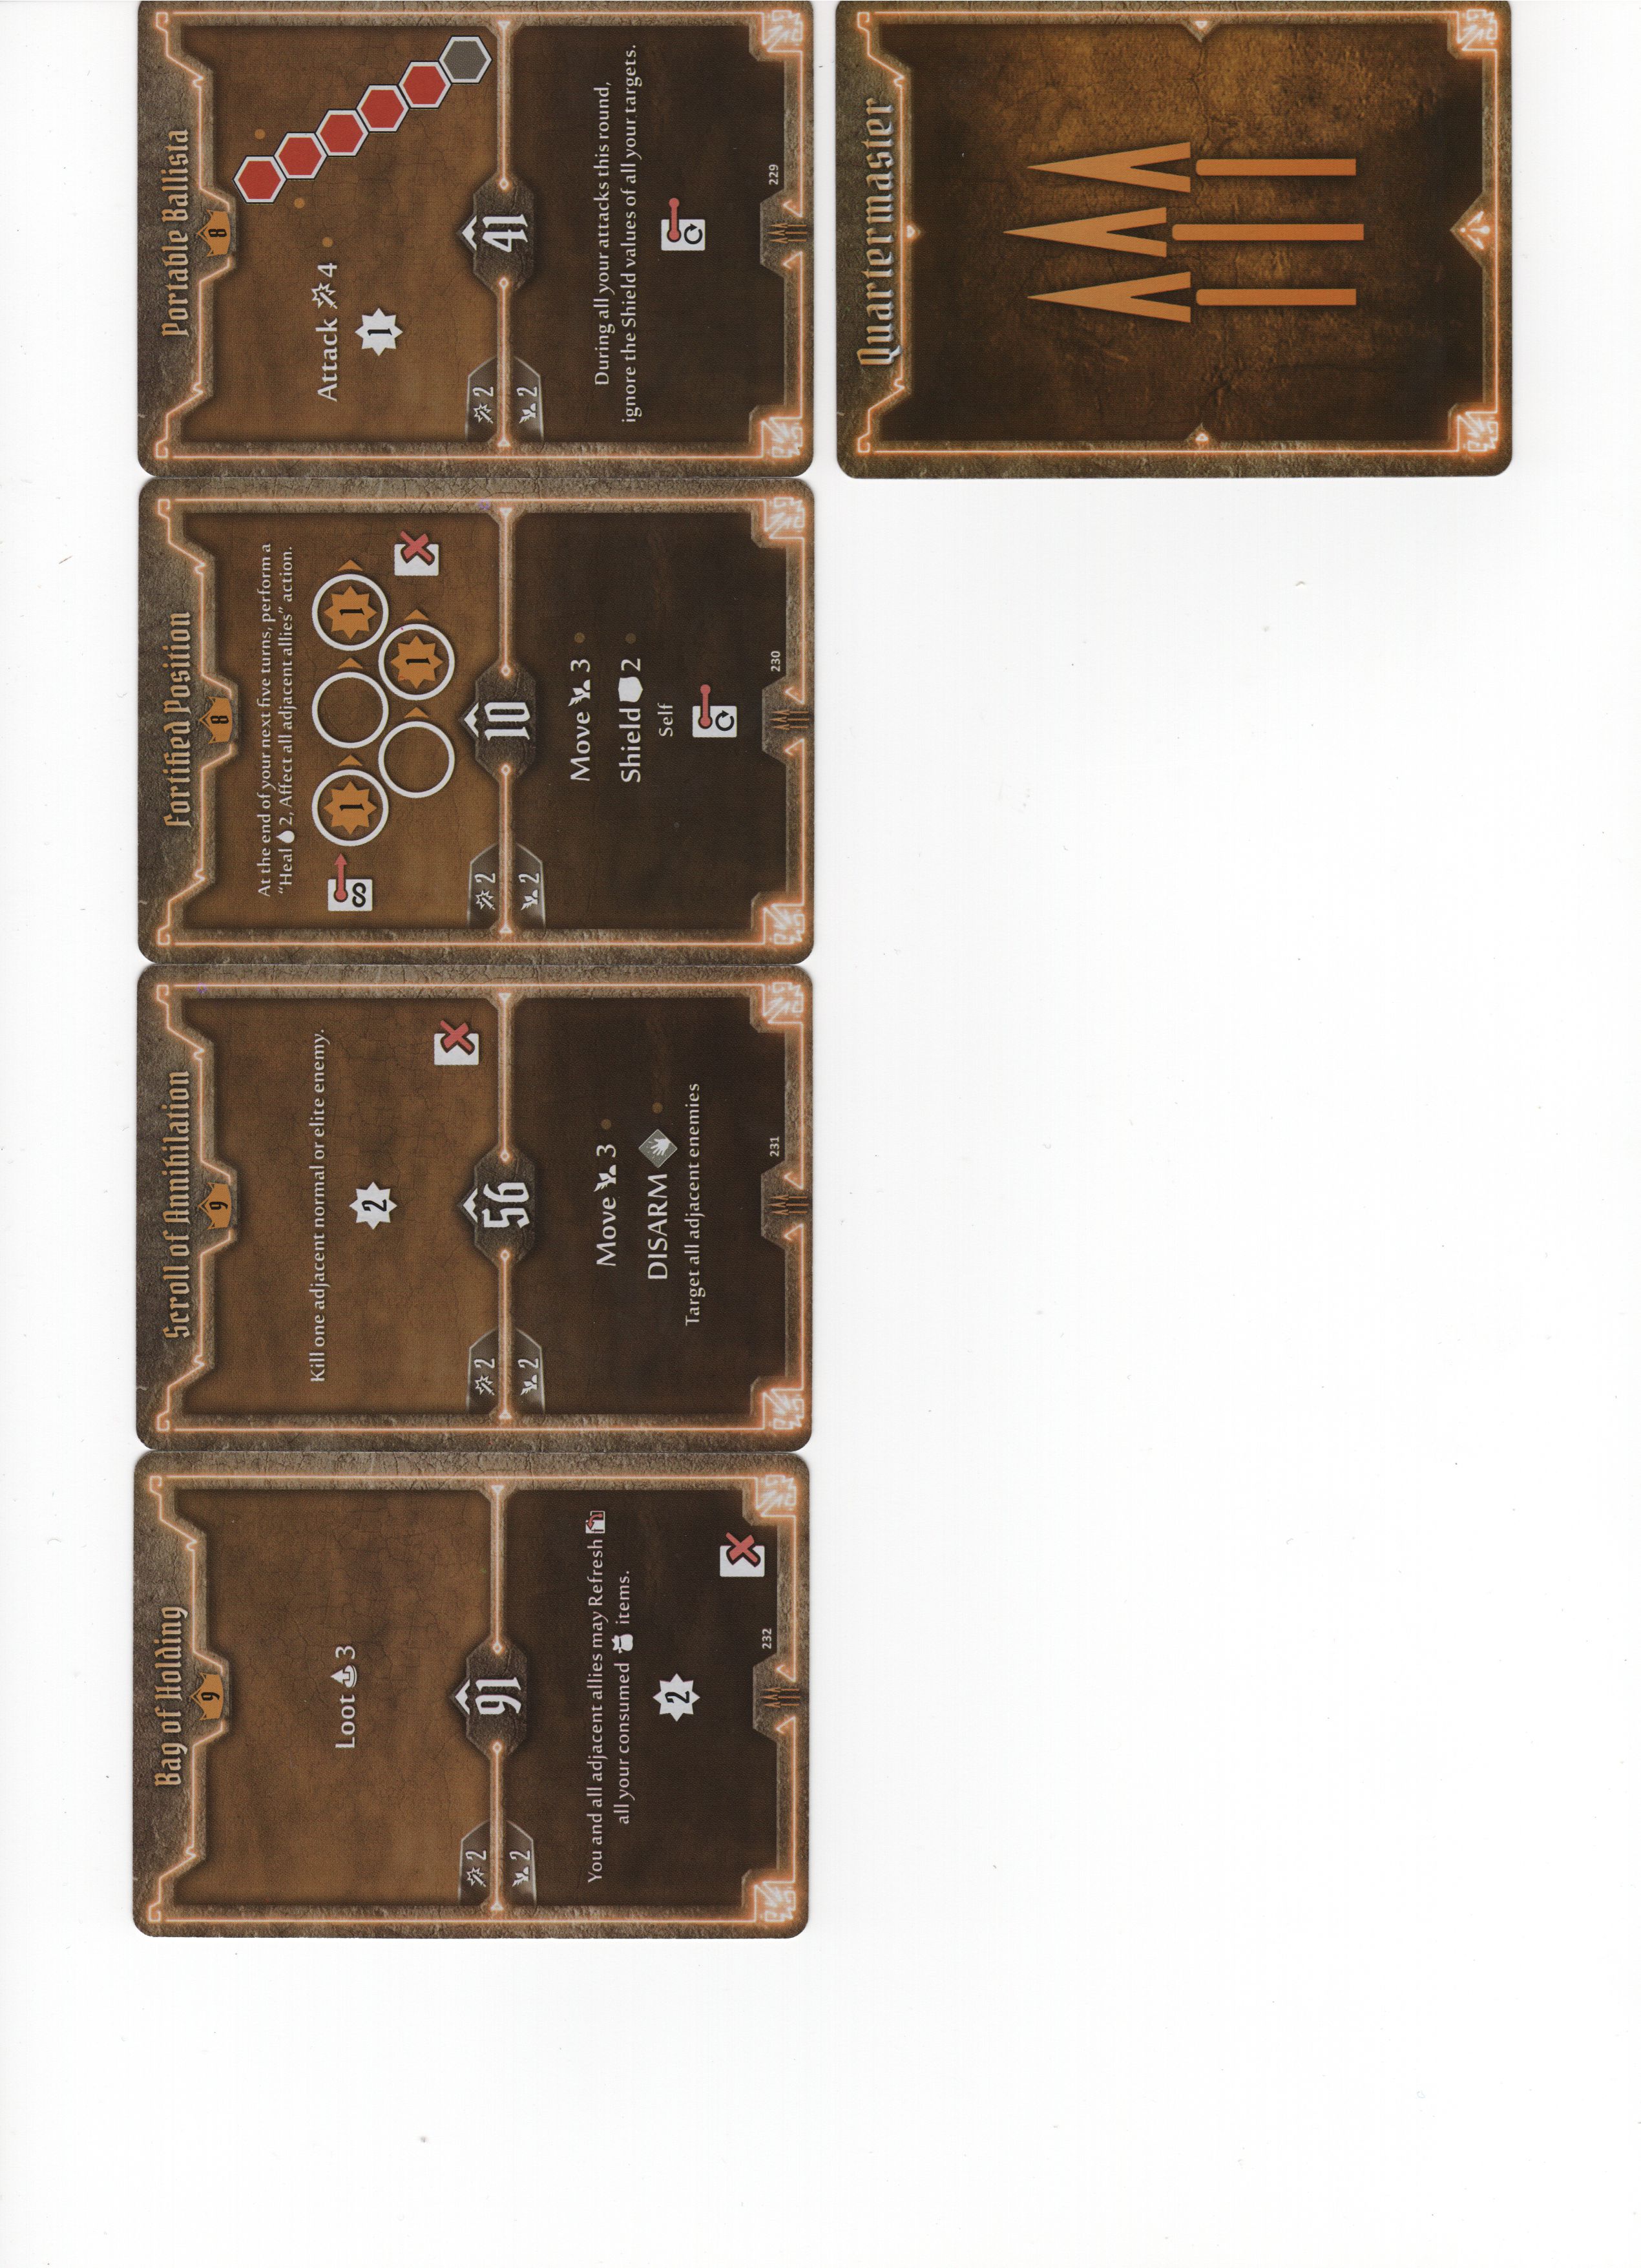 Portable Ballista
8
Attack 4
1
2
41
2
During all your attacks this round,
ignore the Shield values of all your targets.
229
Fortified Position
8
At the end of your next five turns, perform a
"Heal 2, Affect all adjacent allies" action.
1
1
1
2
10
2
Move 3
Shield 2
Self
230
Scroll of Annihilation
9
Kill one adjacent normal or elite enemy.
2
2
56
2
Move 3
DISARM
Target all adjacent enemies
231
Bag of Holding
9
Loot 3
2
91
2
You and all adjacent allies may Refresh
all your consumed items.
2
232
Quartermaster